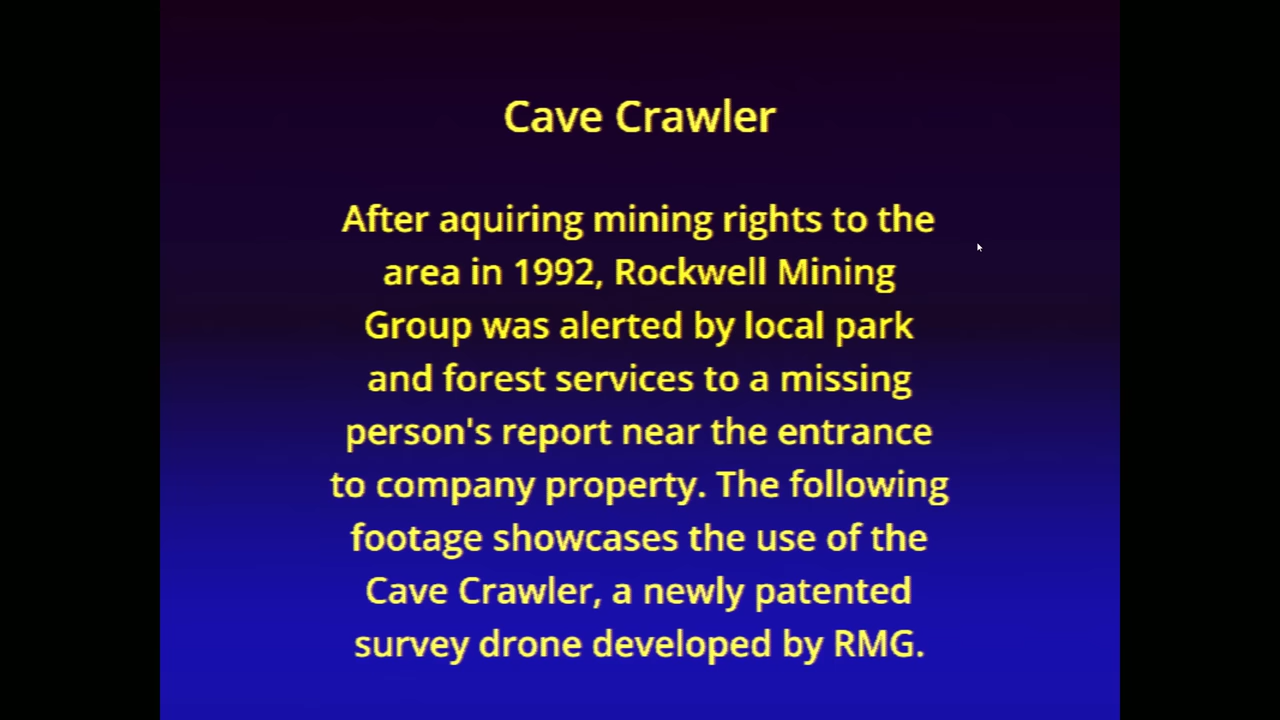 Cave Crawler
After aquiring mining rights to the
area in 1992, Rockwell Mining
Group was alerted by local park
and forest services to a missing
person's report near the entrance
to company property. The following
footage showcases the use of the
Cave Crawler, a newly patented
survey drone developed by RMG.